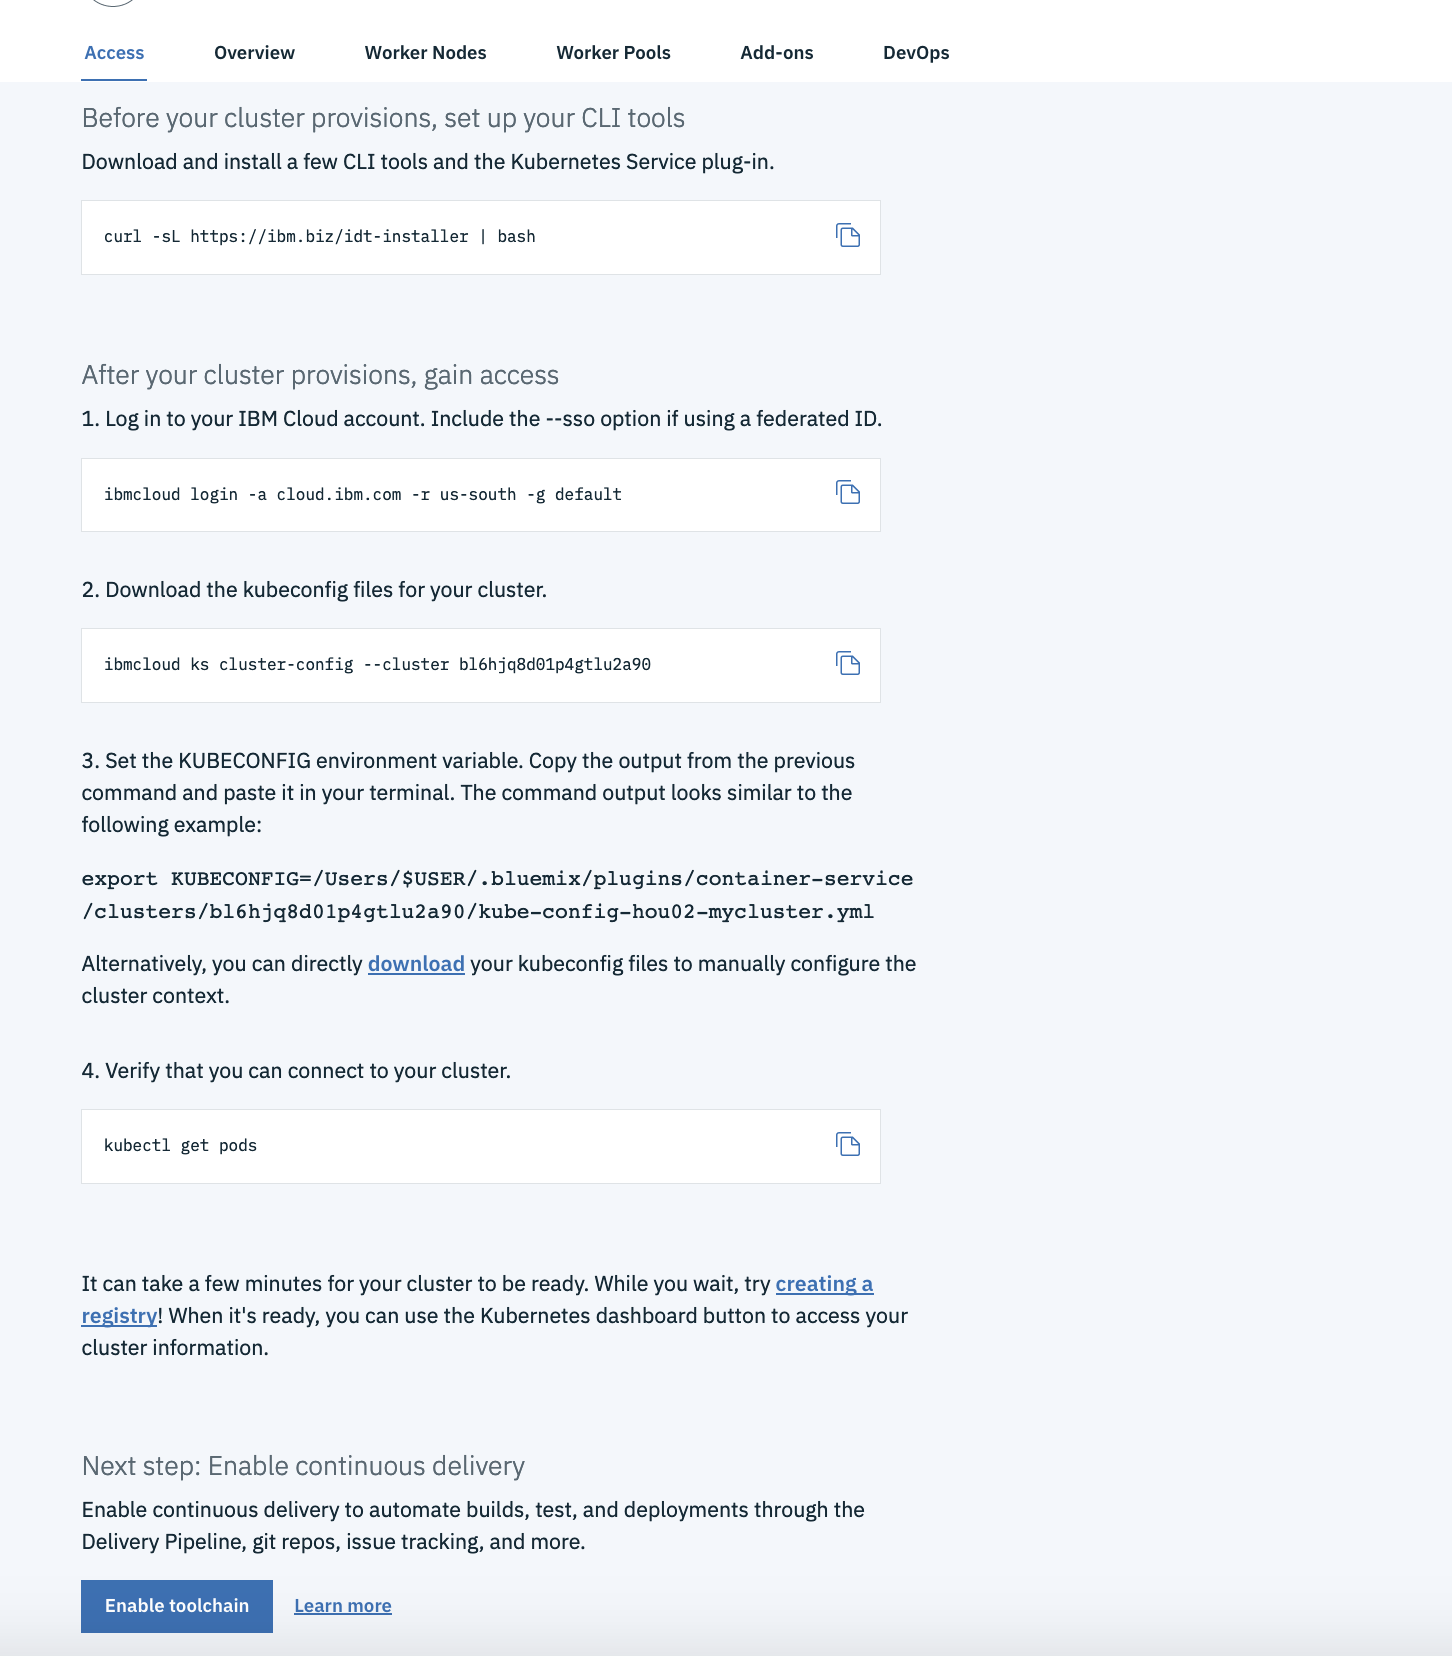 Access Overview Worker Nodes Worker Pools Add-ons DevOps
Before your cluster provisions, set up your CLI tools
Download and install a few CLI tools and the Kubernetes Service plug-in.
curl -sL https://ibm.biz/idt-installer | bash
After your cluster provisions, gain access
1. Log in to your IBM Cloud account. Include the --sso option if using a federated ID.
ibmcloud login -a cloud.ibm.com -r us-south -g default
2. Download the kubeconfig files for your cluster.
ibmcloud ks cluster-config --cluster bl6hjq8d01p4gtlu2a90
3. Set the KUBECONFIG environment variable. Copy the output from the previous
command and paste it in your terminal. The command output looks similar to the
following example:
export KUBECONFIG=/Users/$USER/.bluemix/plugins/container-service
/clusters/bl6hjq8d01p4gtlu2a90/kube-config-hou02-mycluster.yml
Alternatively, you can directly download your kubeconfig files to manually configure the
cluster context.
4. Verify that you can connect to your cluster.
kubectl get pods
It can take a few minutes for your cluster to be ready. While you wait, try creating a
registry! When it's ready, you can use the Kubernetes dashboard button to access your
cluster information.
Next step: Enable continuous delivery
Enable continuous delivery to automate builds, test, and deployments through the
Delivery Pipeline, git repos, issue tracking, and more.
Enable toolchain Learn more